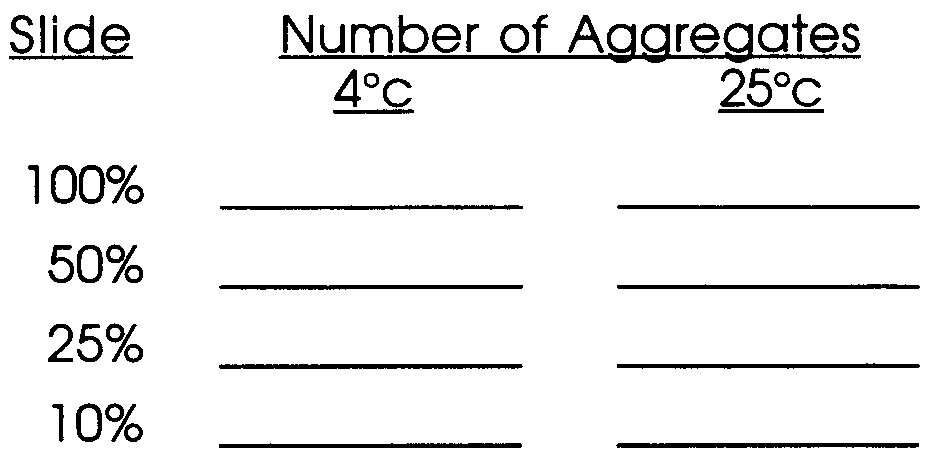 Slide Number of Aggregates
4°c 25°c
100%
50%
25%
10%